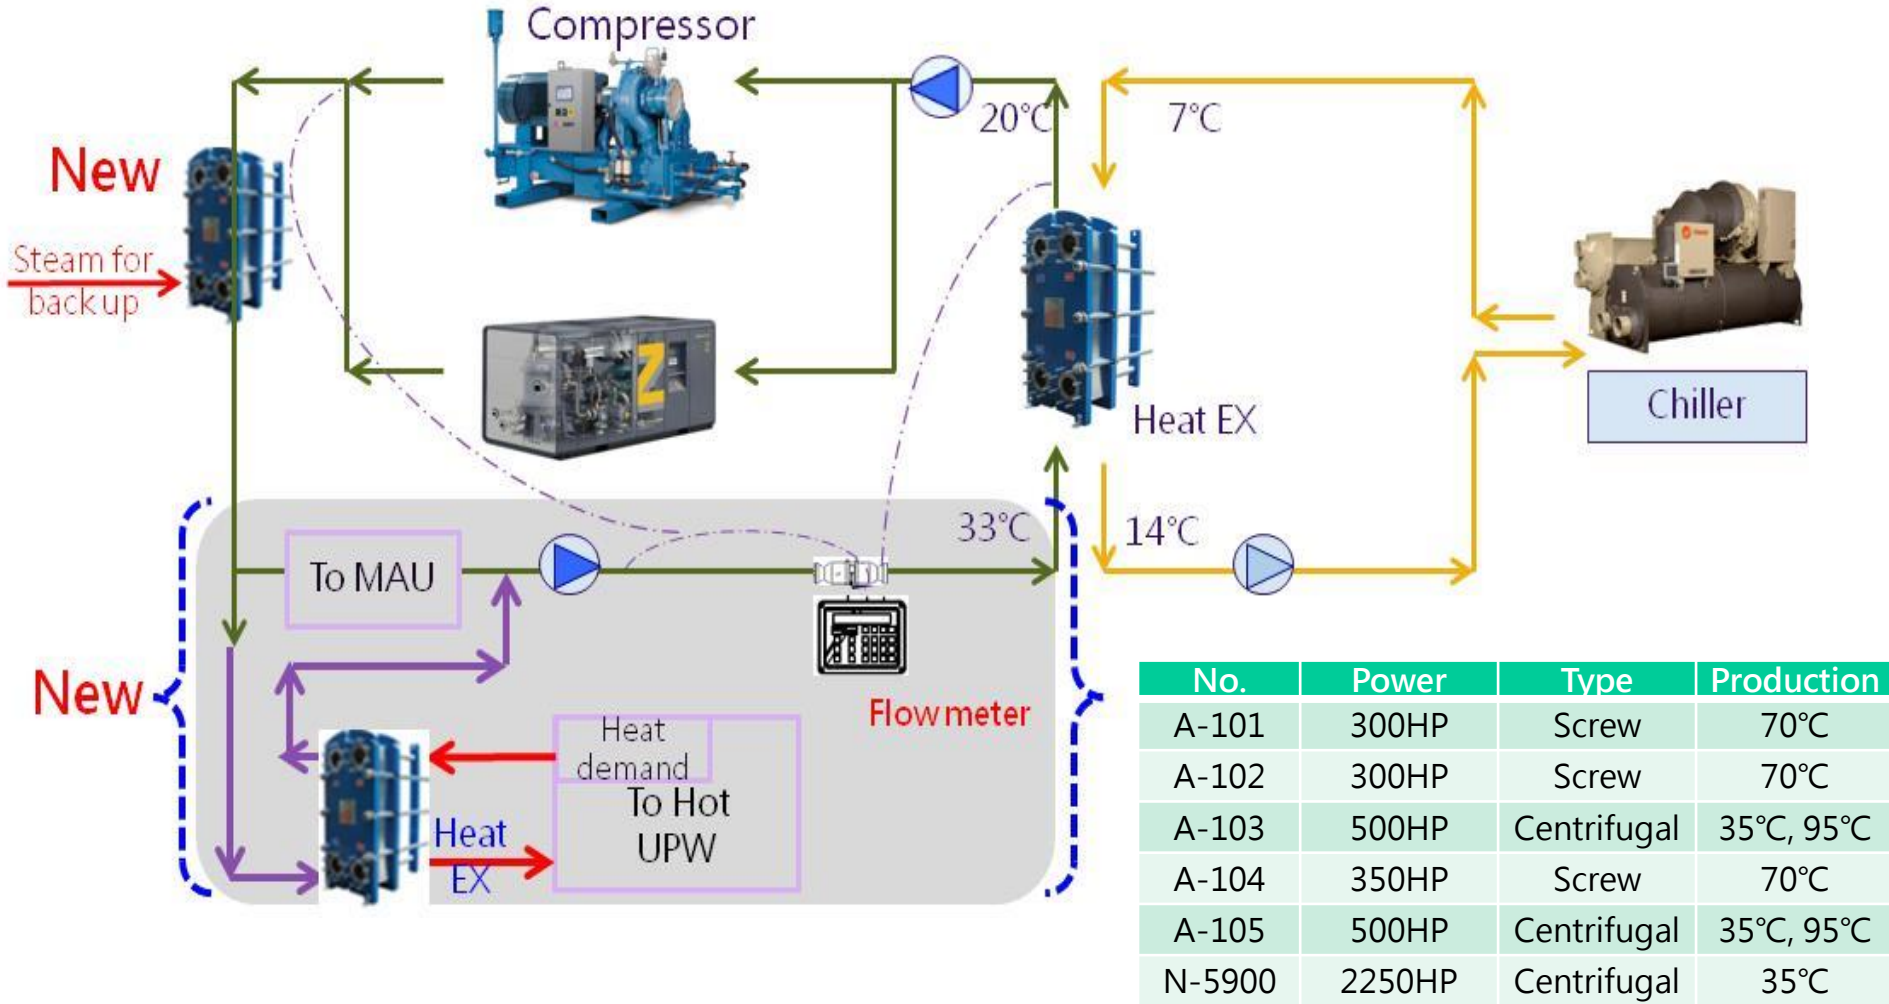 Compressor
20℃
7℃
New
Steam for
back up
Z
Heat EX
Chiller
33℃
14℃
To MAU
New
Flow meter
Heat
demand
To Hot
UPW
Heat
EX
No. Power Type Production
A-101 300HP Screw 70℃
A-102 300HP Screw 70℃
A-103 500HP Centrifugal 35℃, 95℃
A-104 350HP Screw 70℃
A-105 500HP Centrifugal 35℃, 95℃
N-5900 2250HP Centrifugal 35℃